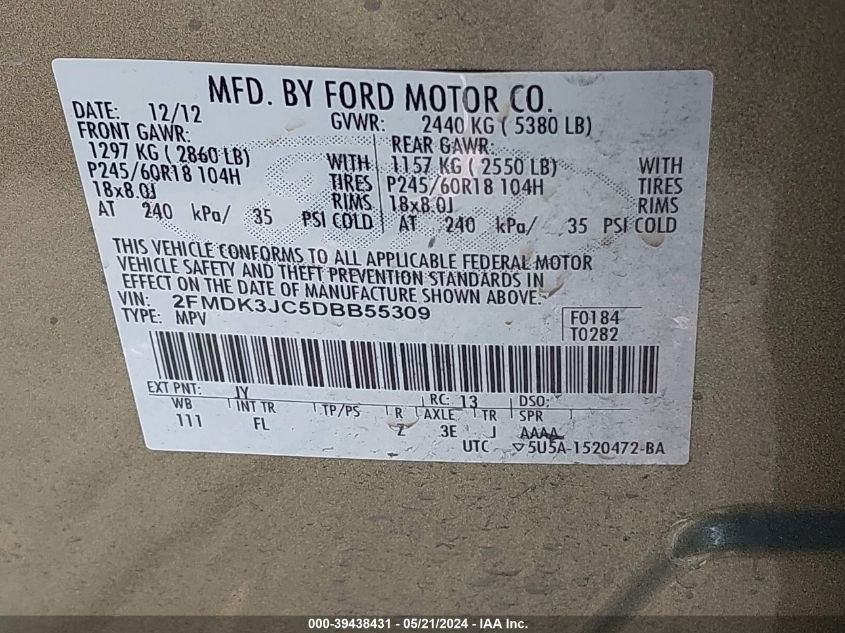 MFD. BY FORD MOTOR CO.
DATE: 12/12 GVWR: 2440 KG ( 5380 LB)
FRONT GAWR: REAR GAWR:
1297 KG ( 2860 LB) WITH 1157 KG ( 2550 LB) WITH
P245/60R18 104H TIRES P245/60R18 104H TIRES
18x8.0J RIMS 18x8.0J RIMS
AT 240 kPa/ 35 PSI COLD AT 240 kPa/ 35 PSI COLD
THIS VEHICLE CONFORMS TO ALL APPLICABLE FEDERAL MOTOR
VEHICLE SAFETY AND THEFT PREVENTION STANDARDS IN
EFFECT ON THE DATE OF MANUFACTURE SHOWN ABOVE.
VIN: 2FMDK3JC5DBB55309 F0184
TYPE: MPV T0282
EXT PNT: JY RC: 13 DSO:
WB INT TR TP/PS R AXLE TR SPR
111 FL Z 3E J AAAA
UTC ▽5U5A-1520472-BA
000-39438431 - 05/21/2024 - IAA Inc.